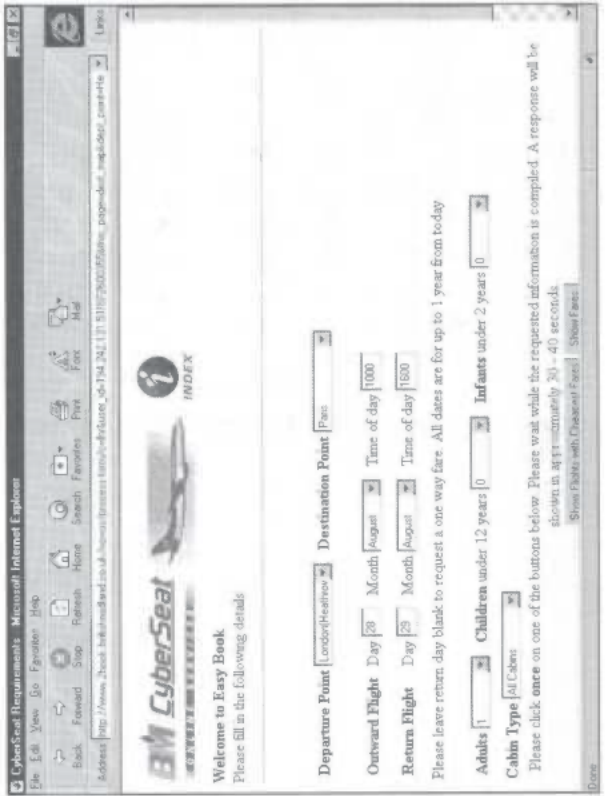 CyberSeat Requirements - Microsoft Internet Explorer
File Edit View Go Favorites Help
Back Forward Stop Refresh Home Search Favorites Print Font Mail
Address Links
BM CyberSeat
INDEX
Welcome to Easy Book
Please fill in the following details
Departure Point London(Heathrow Destination Point Paris
Outward Flight Day 28 Month August Time of day 1000
Return Flight Day 29 Month August Time of day 1600
Please leave return day blank to request a one way fare. All dates are for up to 1 year from today
Adults 1 Children under 12 years 0 Infants under 2 years 0
Cabin Type All Cabins
Please click once on one of the buttons below. Please wait while the requested information is compiled. A response will be
shown in approximately 30 - 40 seconds
Show Flights with Cheapest Fares Show Fares
Done